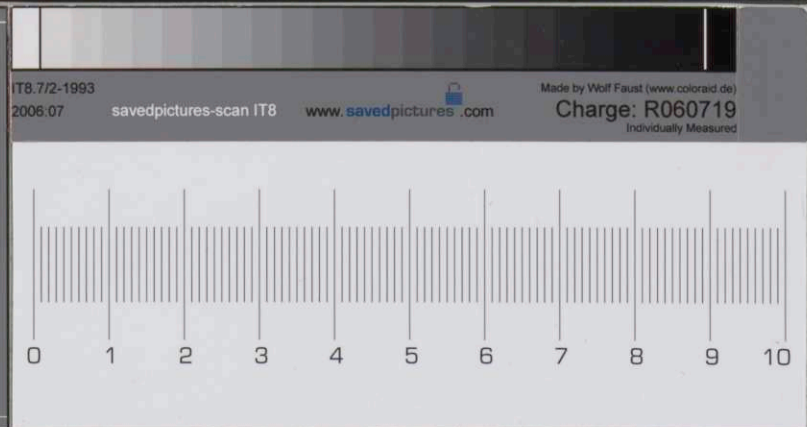 IT8.7/2-1993
2006:07
savedpictures-scan IT8
www.savedpictures.com
Made by Wolf Faust (www.coloraid.de)
Charge: R060719
Individually Measured
0 1 2 3 4 5 6 7 8 9 10